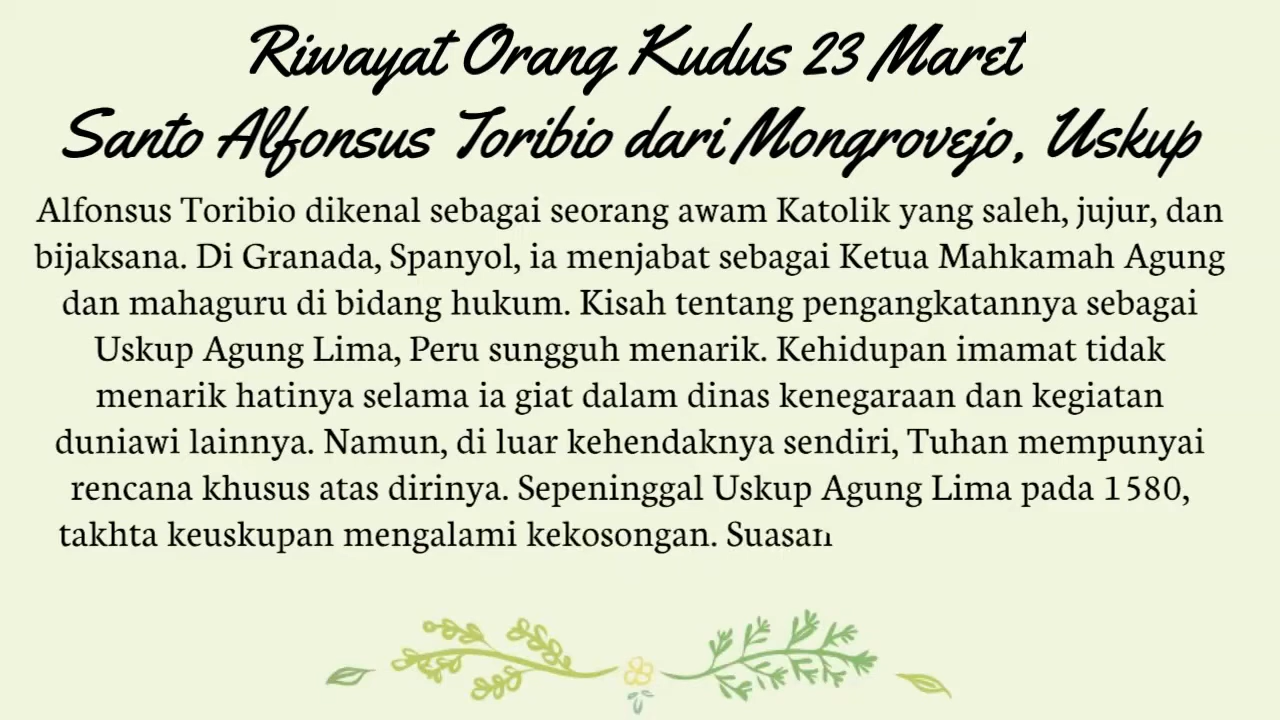 Riwayat Orang Kudus 23 Maret
Santo Alfonsus Toribio dari Mongrovejo, Uskup
Alfonsus Toribio dikenal sebagai seorang awam Katolik yang saleh, jujur, dan
bijaksana. Di Granada, Spanyol, ia menjabat sebagai Ketua Mahkamah Agung
dan mahaguru di bidang hukum. Kisah tentang pengangkatannya sebagai
Uskup Agung Lima, Peru sungguh menarik. Kehidupan imamat tidak
menarik hatinya selama ia giat dalam dinas kenegaraan dan kegiatan
duniawi lainnya. Namun, di luar kehendaknya sendiri, Tuhan mempunyai
rencana khusus atas dirinya. Sepeninggal Uskup Agung Lima pada 1580,
takhta keuskupan mengalami kekosongan. Suasan